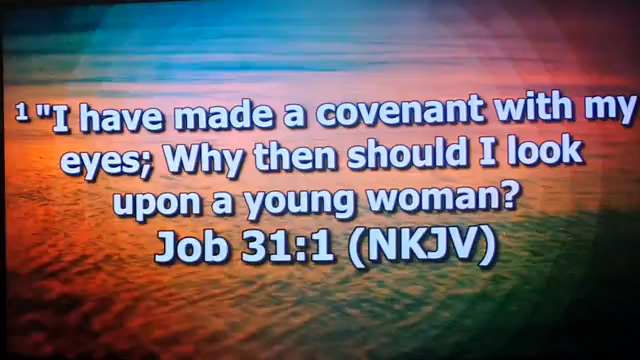 1 "I have made a covenant with my
eyes; Why then should I look
upon a young woman?
Job 31:1 (NKJV)